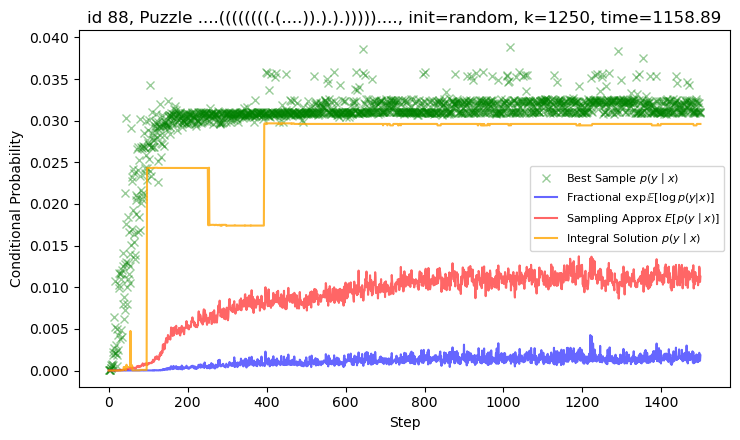 id 88, Puzzle ....((((((((.(....)).).).)))))...., init=random, k=1250, time=1158.89
0.040
0.035
0.030
0.025
0.020
0.015
0.010
0.005
0.000
Conditional Probability
Best Sample p(y | x)
Fractional exp 𝔼[log p(y|x)]
Sampling Approx E[p(y | x)]
Integral Solution p(y | x)
0 200 400 600 800 1000 1200 1400
Step